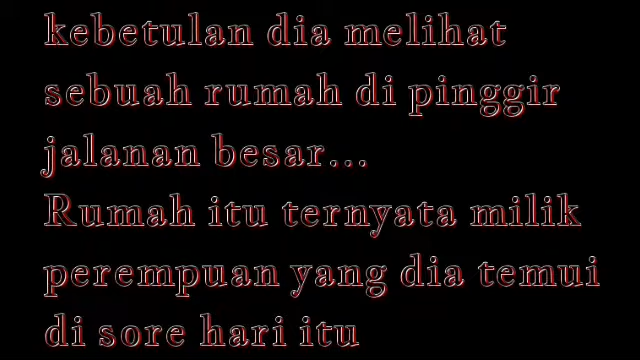 kebetulan dia melihat
sebuah rumah di pinggir
jalanan besar...
Rumah itu ternyata milik
perempuan yang dia temui
di sore hari itu